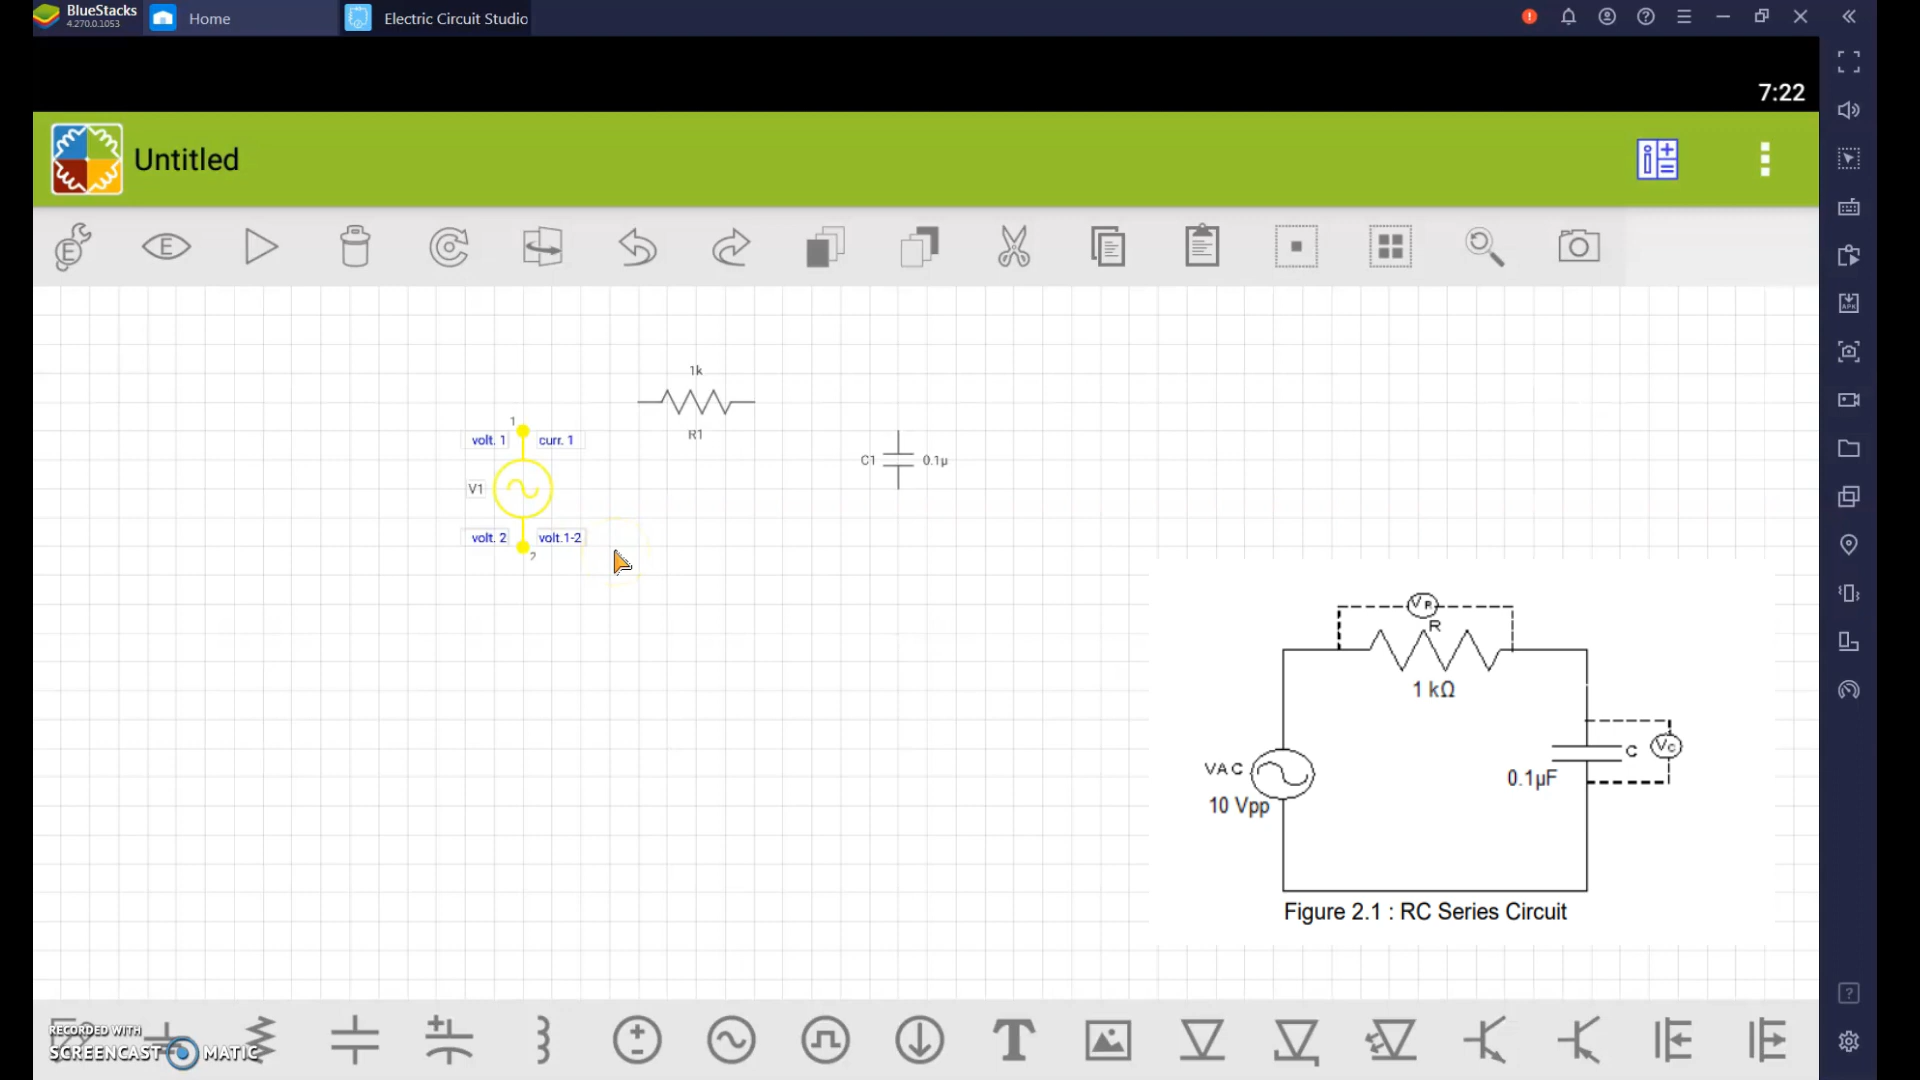 BlueStacks
4.270.0.1053
Home
Electric Circuit Studio
7:22
Untitled
1k
R1
1
volt. 1
curr. 1
V1
volt. 2
volt.1-2
2
C1
0.1µ
VR
R
1 kΩ
VAC
10 Vpp
C
VC
0.1µF
Figure 2.1 : RC Series Circuit
RECORDED WITH
SCREENCAST MATIC